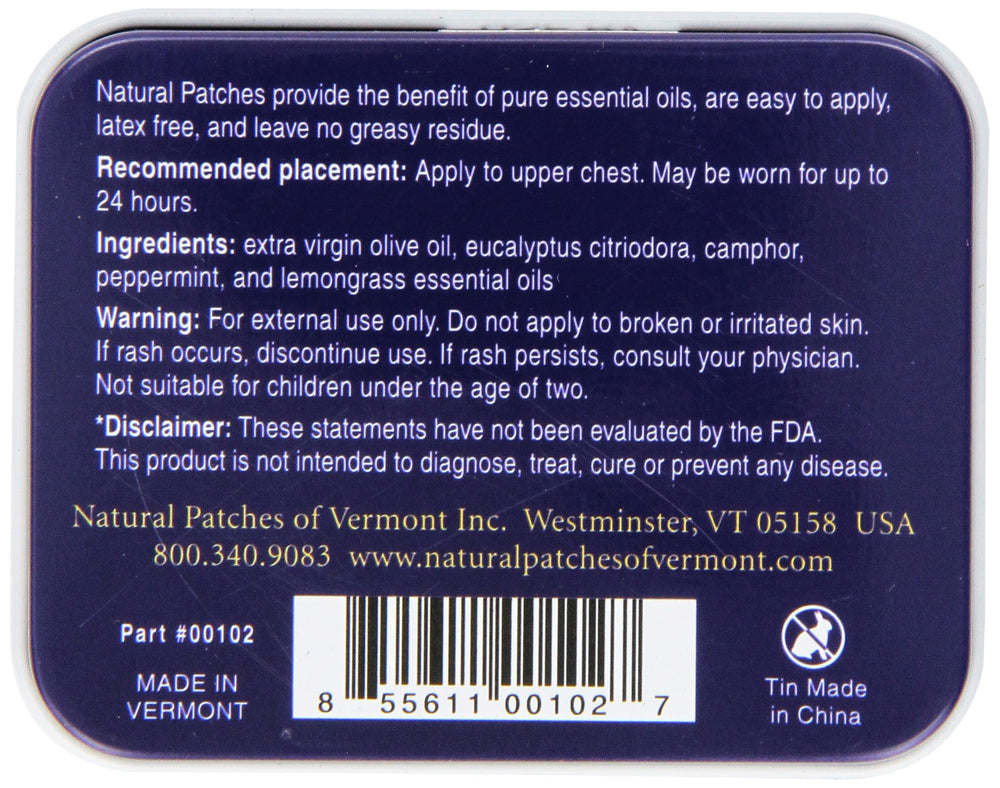 Natural Patches provide the benefit of pure essential oils, are easy to apply,
latex free, and leave no greasy residue.
Recommended placement: Apply to upper chest. May be worn for up to
24 hours.
Ingredients: extra virgin olive oil, eucalyptus citriodora, camphor,
peppermint, and lemongrass essential oils
Warning: For external use only. Do not apply to broken or irritated skin.
If rash occurs, discontinue use. If rash persists, consult your physician.
Not suitable for children under the age of two.
*Disclaimer: These statements have not been evaluated by the FDA.
This product is not intended to diagnose, treat, cure or prevent any disease.
Natural Patches of Vermont Inc. Westminster, VT 05158 USA
800.340.9083 www.naturalpatchesofvermont.com
Part #00102
MADE IN
VERMONT
8 55611 00102 7
Tin Made
in China